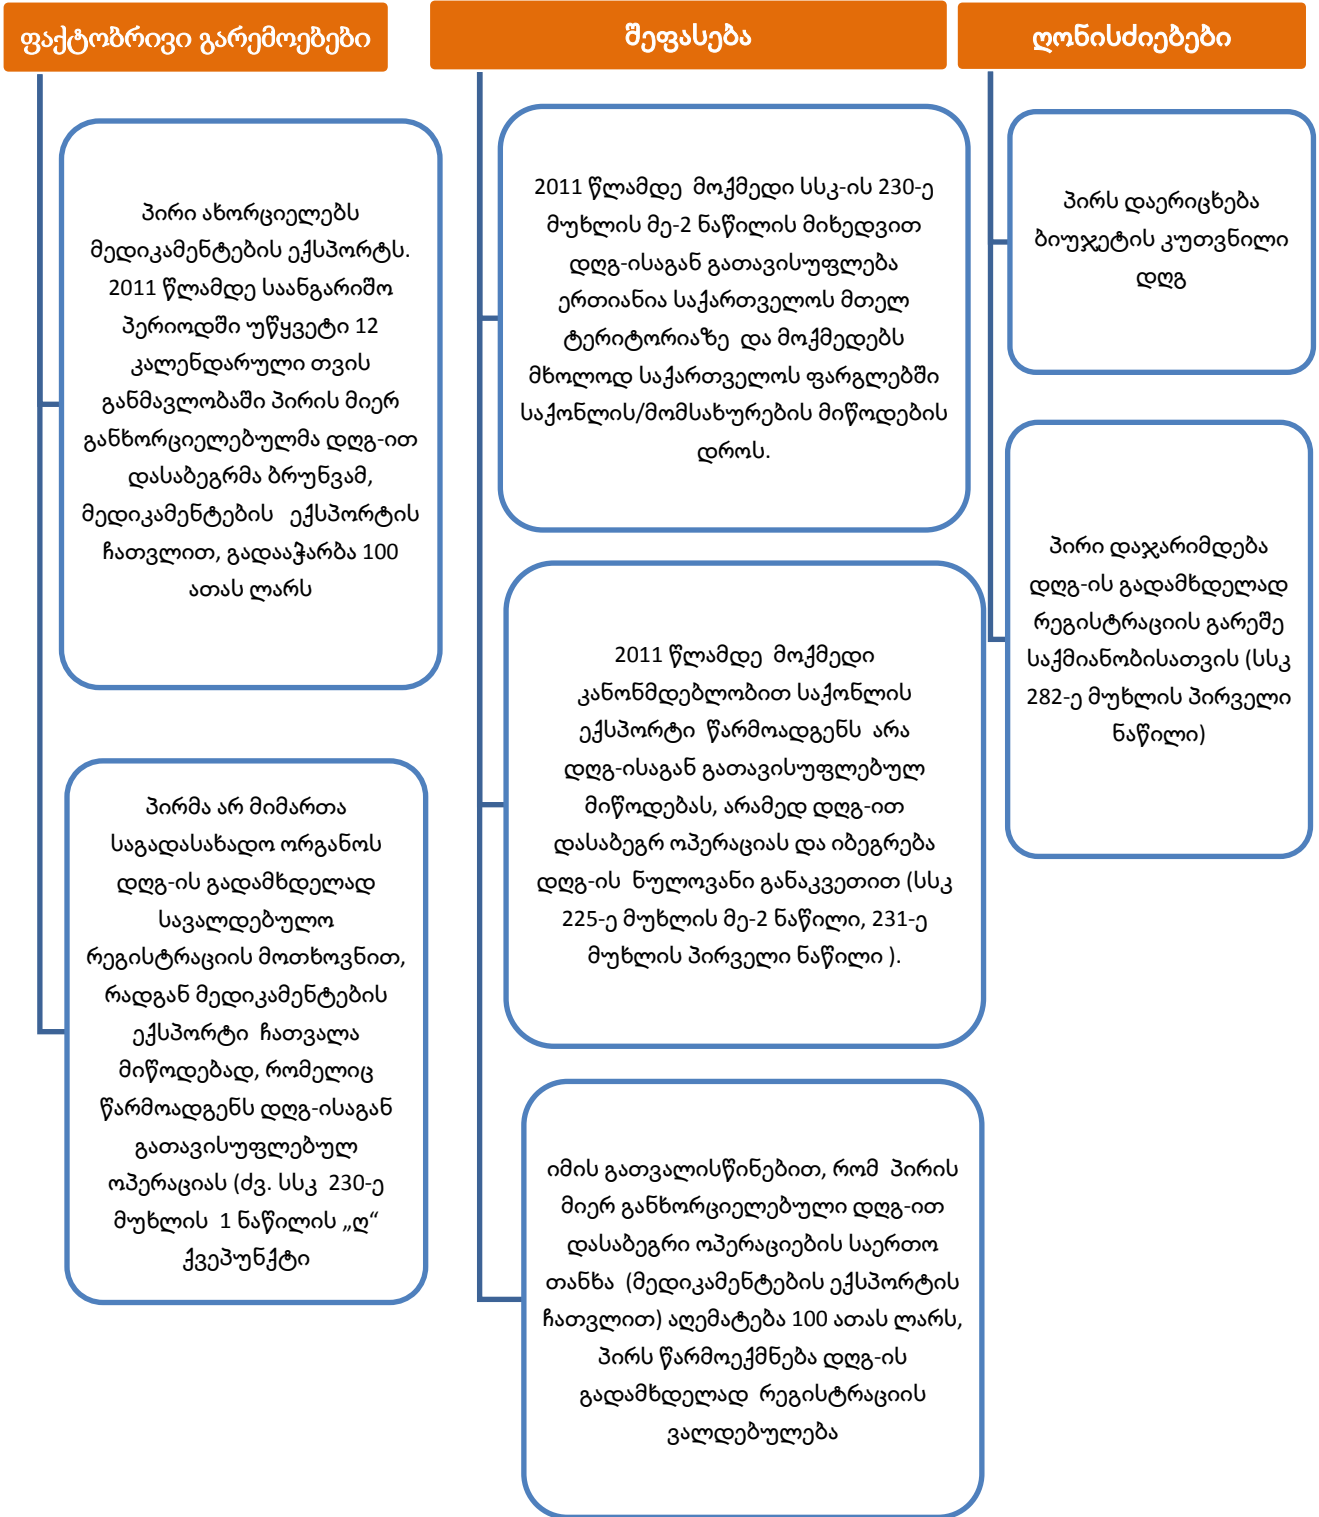 ფაქტობრივი გარემოებები
პირი ახორციელებს
მედიკამენტების ექსპორტს.
2011 წლამდე საანგარიშო
პერიოდში უწყვეტი 12
კალენდარული თვის
განმავლობაში პირის მიერ
განხორციელებულმა დღგ-ით
დასაბეგრმა ბრუნვამ,
მედიკამენტების ექსპორტის
ჩათვლით, გადააჭარბა 100
ათას ლარს
პირმა არ მიმართა
საგადასახადო ორგანოს
დღგ-ის გადამხდელად
სავალდებულო
რეგისტრაციის მოთხოვნით,
რადგან მედიკამენტების
ექსპორტი ჩათვალა
მიწოდებად, რომელიც
წარმოადგენს დღგ-ისაგან
გათავისუფლებულ
ოპერაციას (ძვ. სსკ 230-ე
მუხლის 1 ნაწილის „ღ“
ქვეპუნქტი
შეფასება
2011 წლამდე მოქმედი სსკ-ის 230-ე
მუხლის მე-2 ნაწილის მიხედვით
დღგ-ისაგან გათავისუფლება
ერთიანია საქართველოს მთელ
ტერიტორიაზე და მოქმედებს
მხოლოდ საქართველოს ფარგლებში
საქონლის/მომსახურების მიწოდების
დროს.
2011 წლამდე მოქმედი
კანონმდებლობით საქონლის
ექსპორტი წარმოადგენს არა
დღგ-ისაგან გათავისუფლებულ
მიწოდებას, არამედ დღგ-ით
დასაბეგრ ოპერაციას და იბეგრება
დღგ-ის ნულოვანი განაკვეთით (სსკ
225-ე მუხლის მე-2 ნაწილი, 231-ე
მუხლის პირველი ნაწილი ).
იმის გათვალისწინებით, რომ პირის
მიერ განხორციელებული დღგ-ით
დასაბეგრი ოპერაციების საერთო
თანხა (მედიკამენტების ექსპორტის
ჩათვლით) აღემატება 100 ათას ლარს,
პირს წარმოექმნება დღგ-ის
გადამხდელად რეგისტრაციის
ვალდებულება
ღონისძიებები
პირს დაერიცხება
ბიუჯეტის კუთვნილი
დღგ
პირი დაჯარიმდება
დღგ-ის გადამხდელად
რეგისტრაციის გარეშე
საქმიანობისათვის (სსკ
282-ე მუხლის პირველი
ნაწილი)